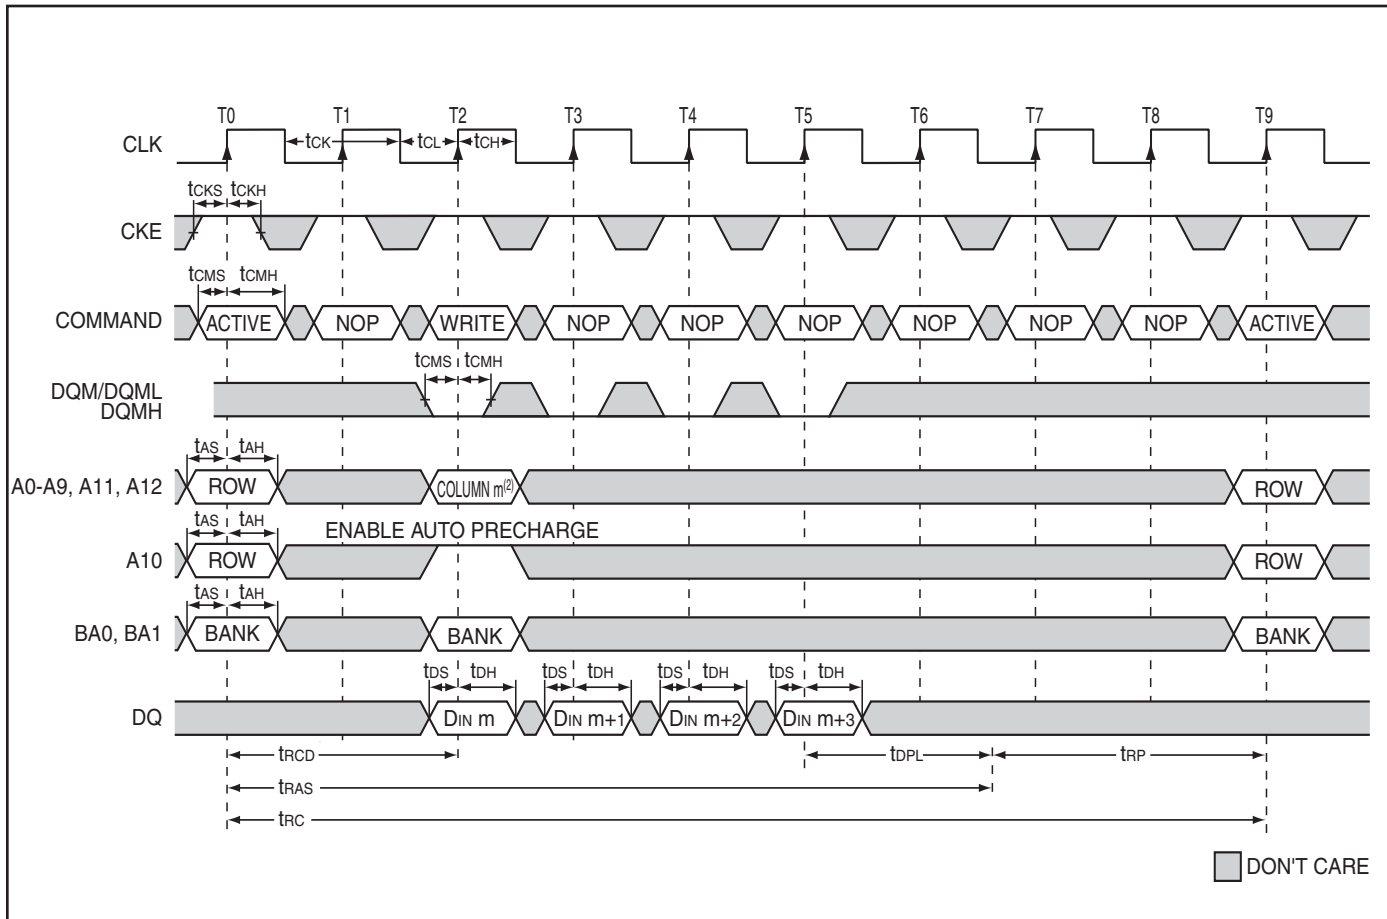 T0 T1 T2 T3 T4 T5 T6 T7 T8 T9
CLK tCK tCL tCH
tCKS tCKH
CKE
tCMS tCMH
COMMAND ACTIVE NOP WRITE NOP NOP NOP NOP NOP NOP ACTIVE
tCMS tCMH
DQM/DQML
DQMH
tAS tAH
A0-A9, A11, A12 ROW COLUMN m(2) ROW
tAS tAH ENABLE AUTO PRECHARGE
A10 ROW ROW
tAS tAH
BA0, BA1 BANK BANK BANK
tDS tDH tDS tDH tDS tDH tDS tDH
DQ DIN m DIN m+1 DIN m+2 DIN m+3
tRCD tDPL tRP
tRAS
tRC
DON'T CARE